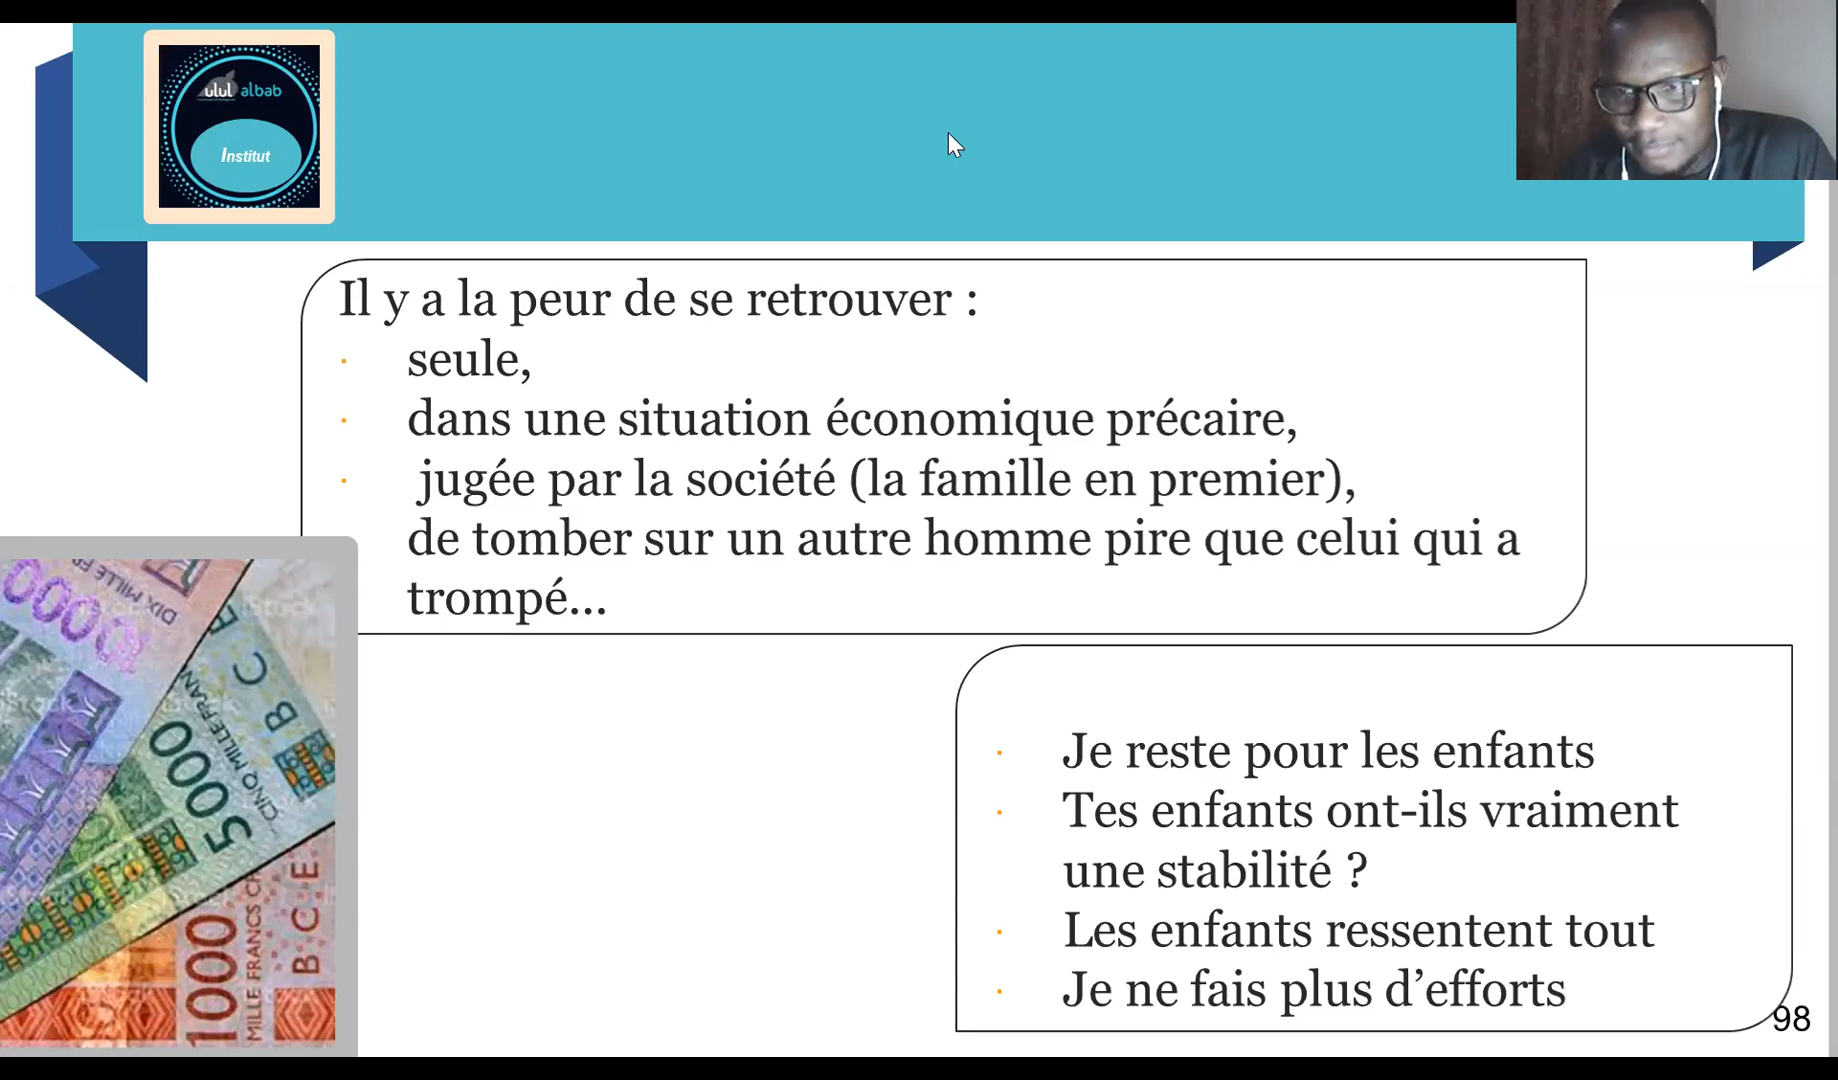 ulul albab
Institut
Il y a la peur de se retrouver :
· seule,
· dans une situation économique précaire,
· jugée par la société (la famille en premier),
de tomber sur un autre homme pire que celui qui a
trompé...
· Je reste pour les enfants
· Tes enfants ont-ils vraiment
une stabilité ?
· Les enfants ressentent tout
· Je ne fais plus d’efforts
98
DIX MILLE
5000
B C
1000
MILLE FRANCS
B·C·E